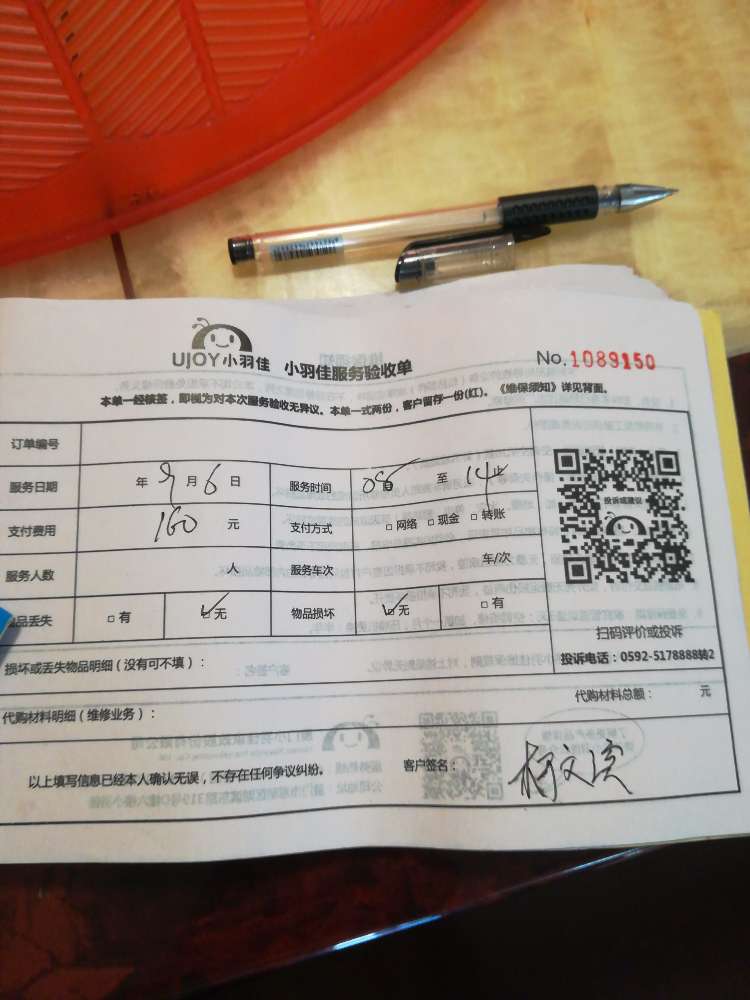 UJOY小羽佳 小羽佳服务验收单 No.1089150
本单一经核签，即视为对本次服务验收无异议。本单一式两份，客户留存一份(红)。《维保须知》详见背面。
订单编号
服务日期 年 9 月 6 日 服务时间 08 至 14 止
支付费用 160 元 支付方式 □网络 □现金 □转账
服务人数 人 服务车次 车/次
品丢失 □有 ☑无 物品损坏 ☑无 □有
投诉或建议
扫码评价或投诉
投诉电话：0592-5178888转2
损坏或丢失物品明细（没有可不填）：
代购材料明细（维修业务）： 代购材料总额： 元
以上填写信息已经本人确认无误，不存在任何争议纠纷。 客户签名：